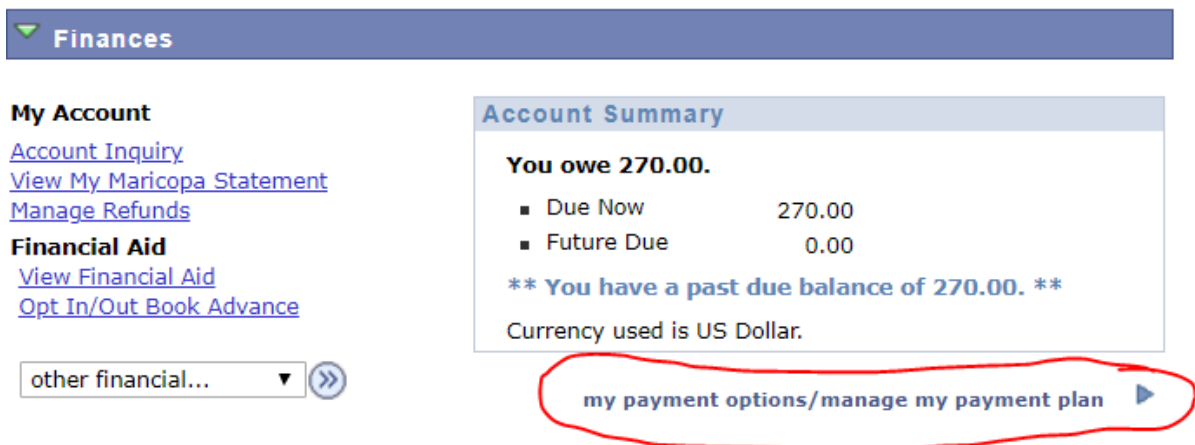 Finances
My Account
Account Inquiry
View My Maricopa Statement
Manage Refunds
Financial Aid
View Financial Aid
Opt In/Out Book Advance
other financial...
Account Summary
You owe 270.00.
Due Now 270.00
Future Due 0.00
** You have a past due balance of 270.00. **
Currency used is US Dollar.
my payment options/manage my payment plan